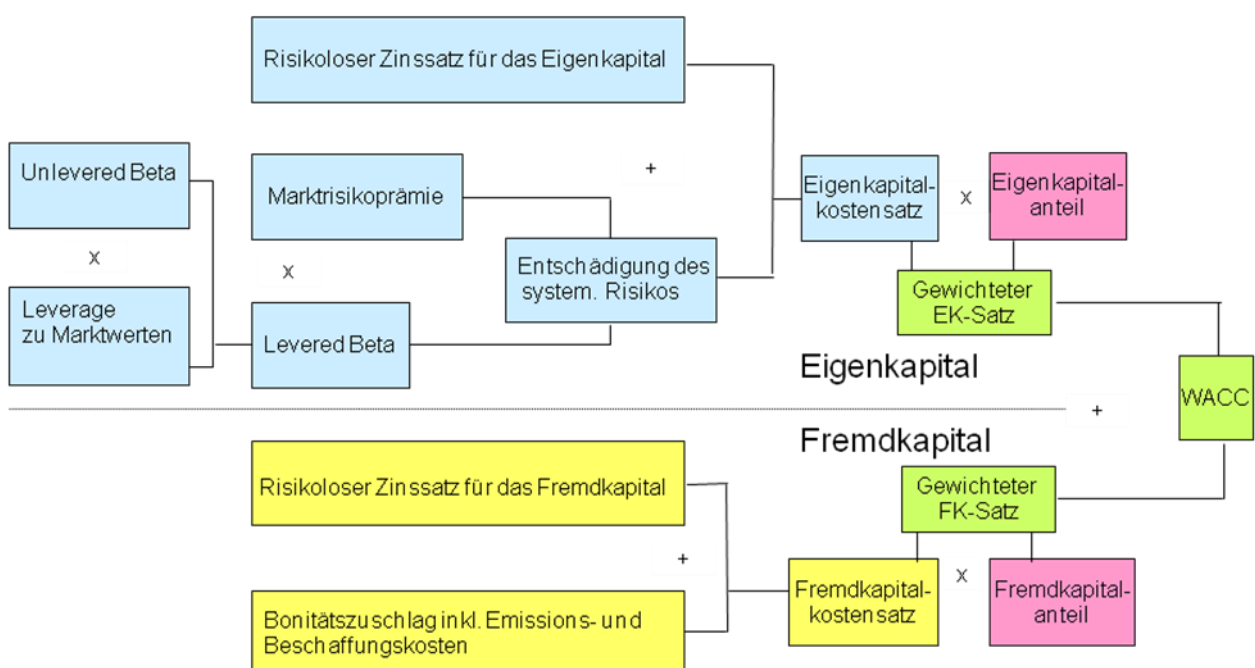 Risikoloser Zinssatz für das Eigenkapital
Unlevered Beta
x
Leverage
zu Marktwerten
Marktrisikoprämie
x
Levered Beta
+
Entschädigung des
system. Risikos
Eigenkapital-
kostensatz
x
Eigenkapital-
anteil
Gewichteter
EK-Satz
Eigenkapital
+
WACC
Fremdkapital
Risikoloser Zinssatz für das Fremdkapital
+
Bonitätszuschlag inkl. Emissions- und
Beschaffungskosten
Gewichteter
FK-Satz
Fremdkapital-
kostensatz
x
Fremdkapital-
anteil